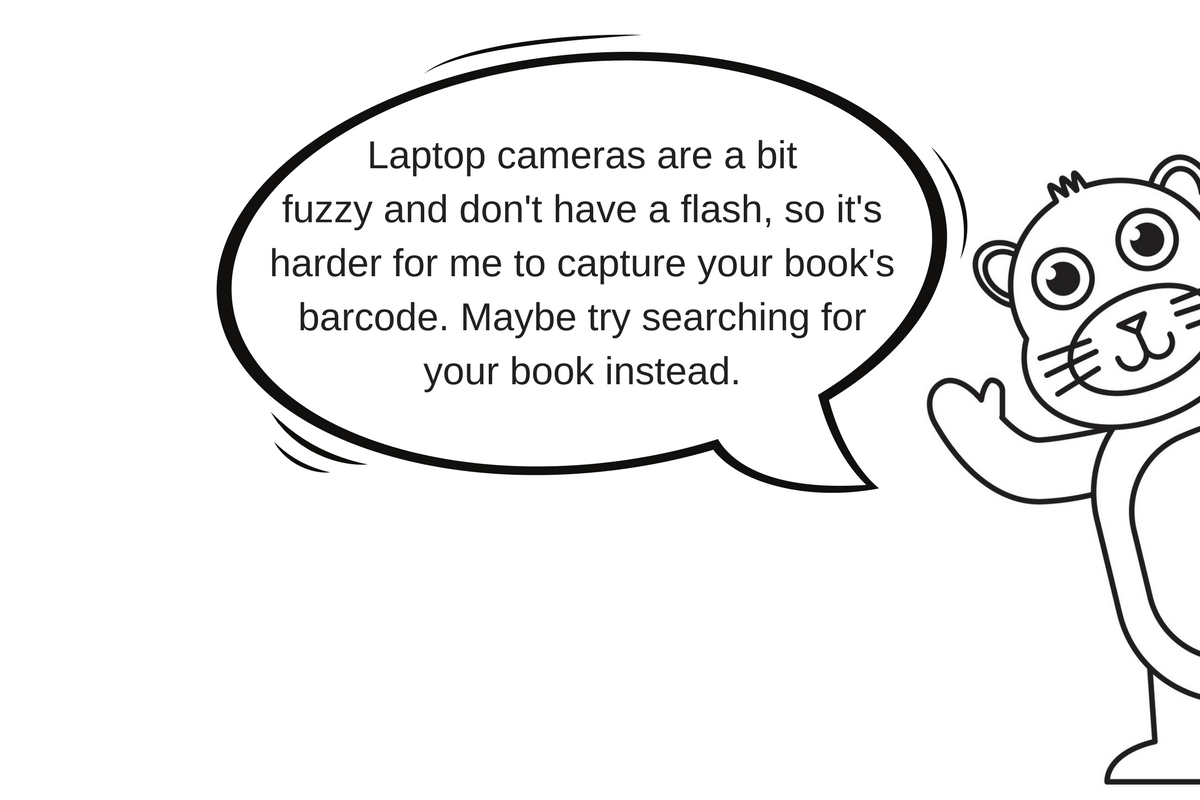 Laptop cameras are a bit
fuzzy and don't have a flash, so it's
harder for me to capture your book's
barcode. Maybe try searching for
your book instead.